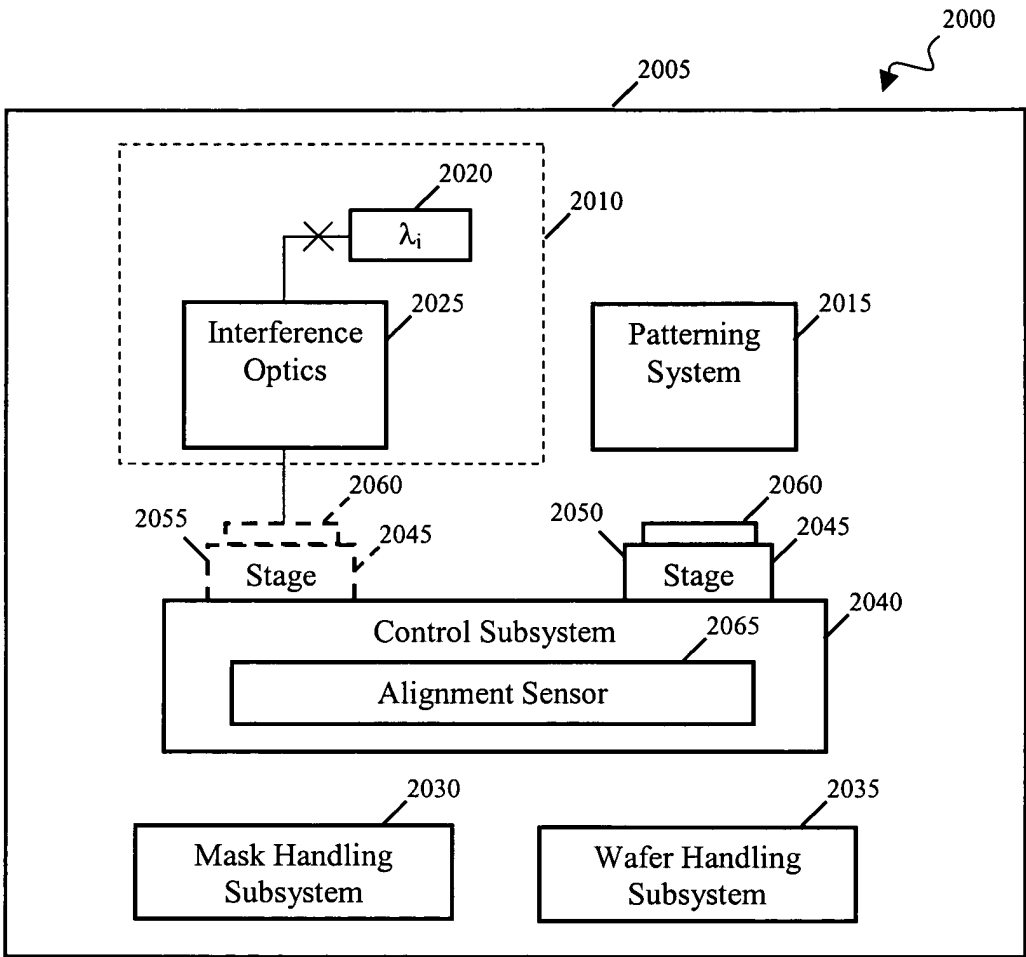 2000
2005
2020
λi
2010
2025
Interference
Optics
2015
Patterning
System
2060
2055
2045
Stage
2060
2050
2045
Stage
2040
Control Subsystem
2065
Alignment Sensor
2030
Mask Handling
Subsystem
2035
Wafer Handling
Subsystem